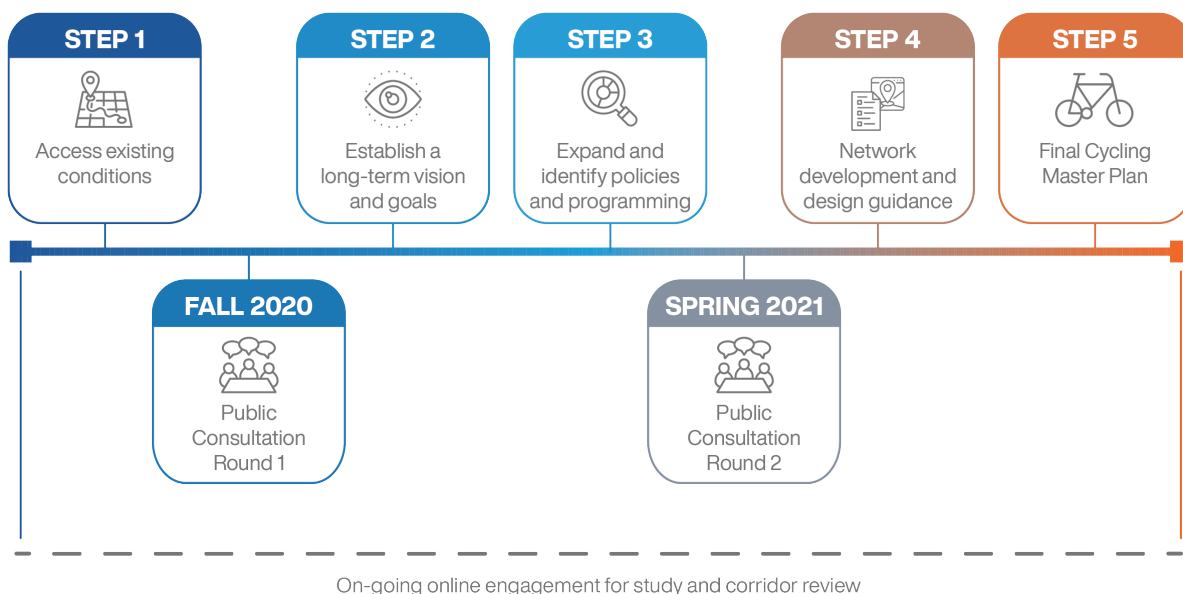 STEP 1
Access existing
conditions
STEP 2
Establish a
long-term vision
and goals
STEP 3
Expand and
identify policies
and programming
STEP 4
Network
development and
design guidance
STEP 5
Final Cycling
Master Plan
FALL 2020
Public
Consultation
Round 1
SPRING 2021
Public
Consultation
Round 2
On-going online engagement for study and corridor review